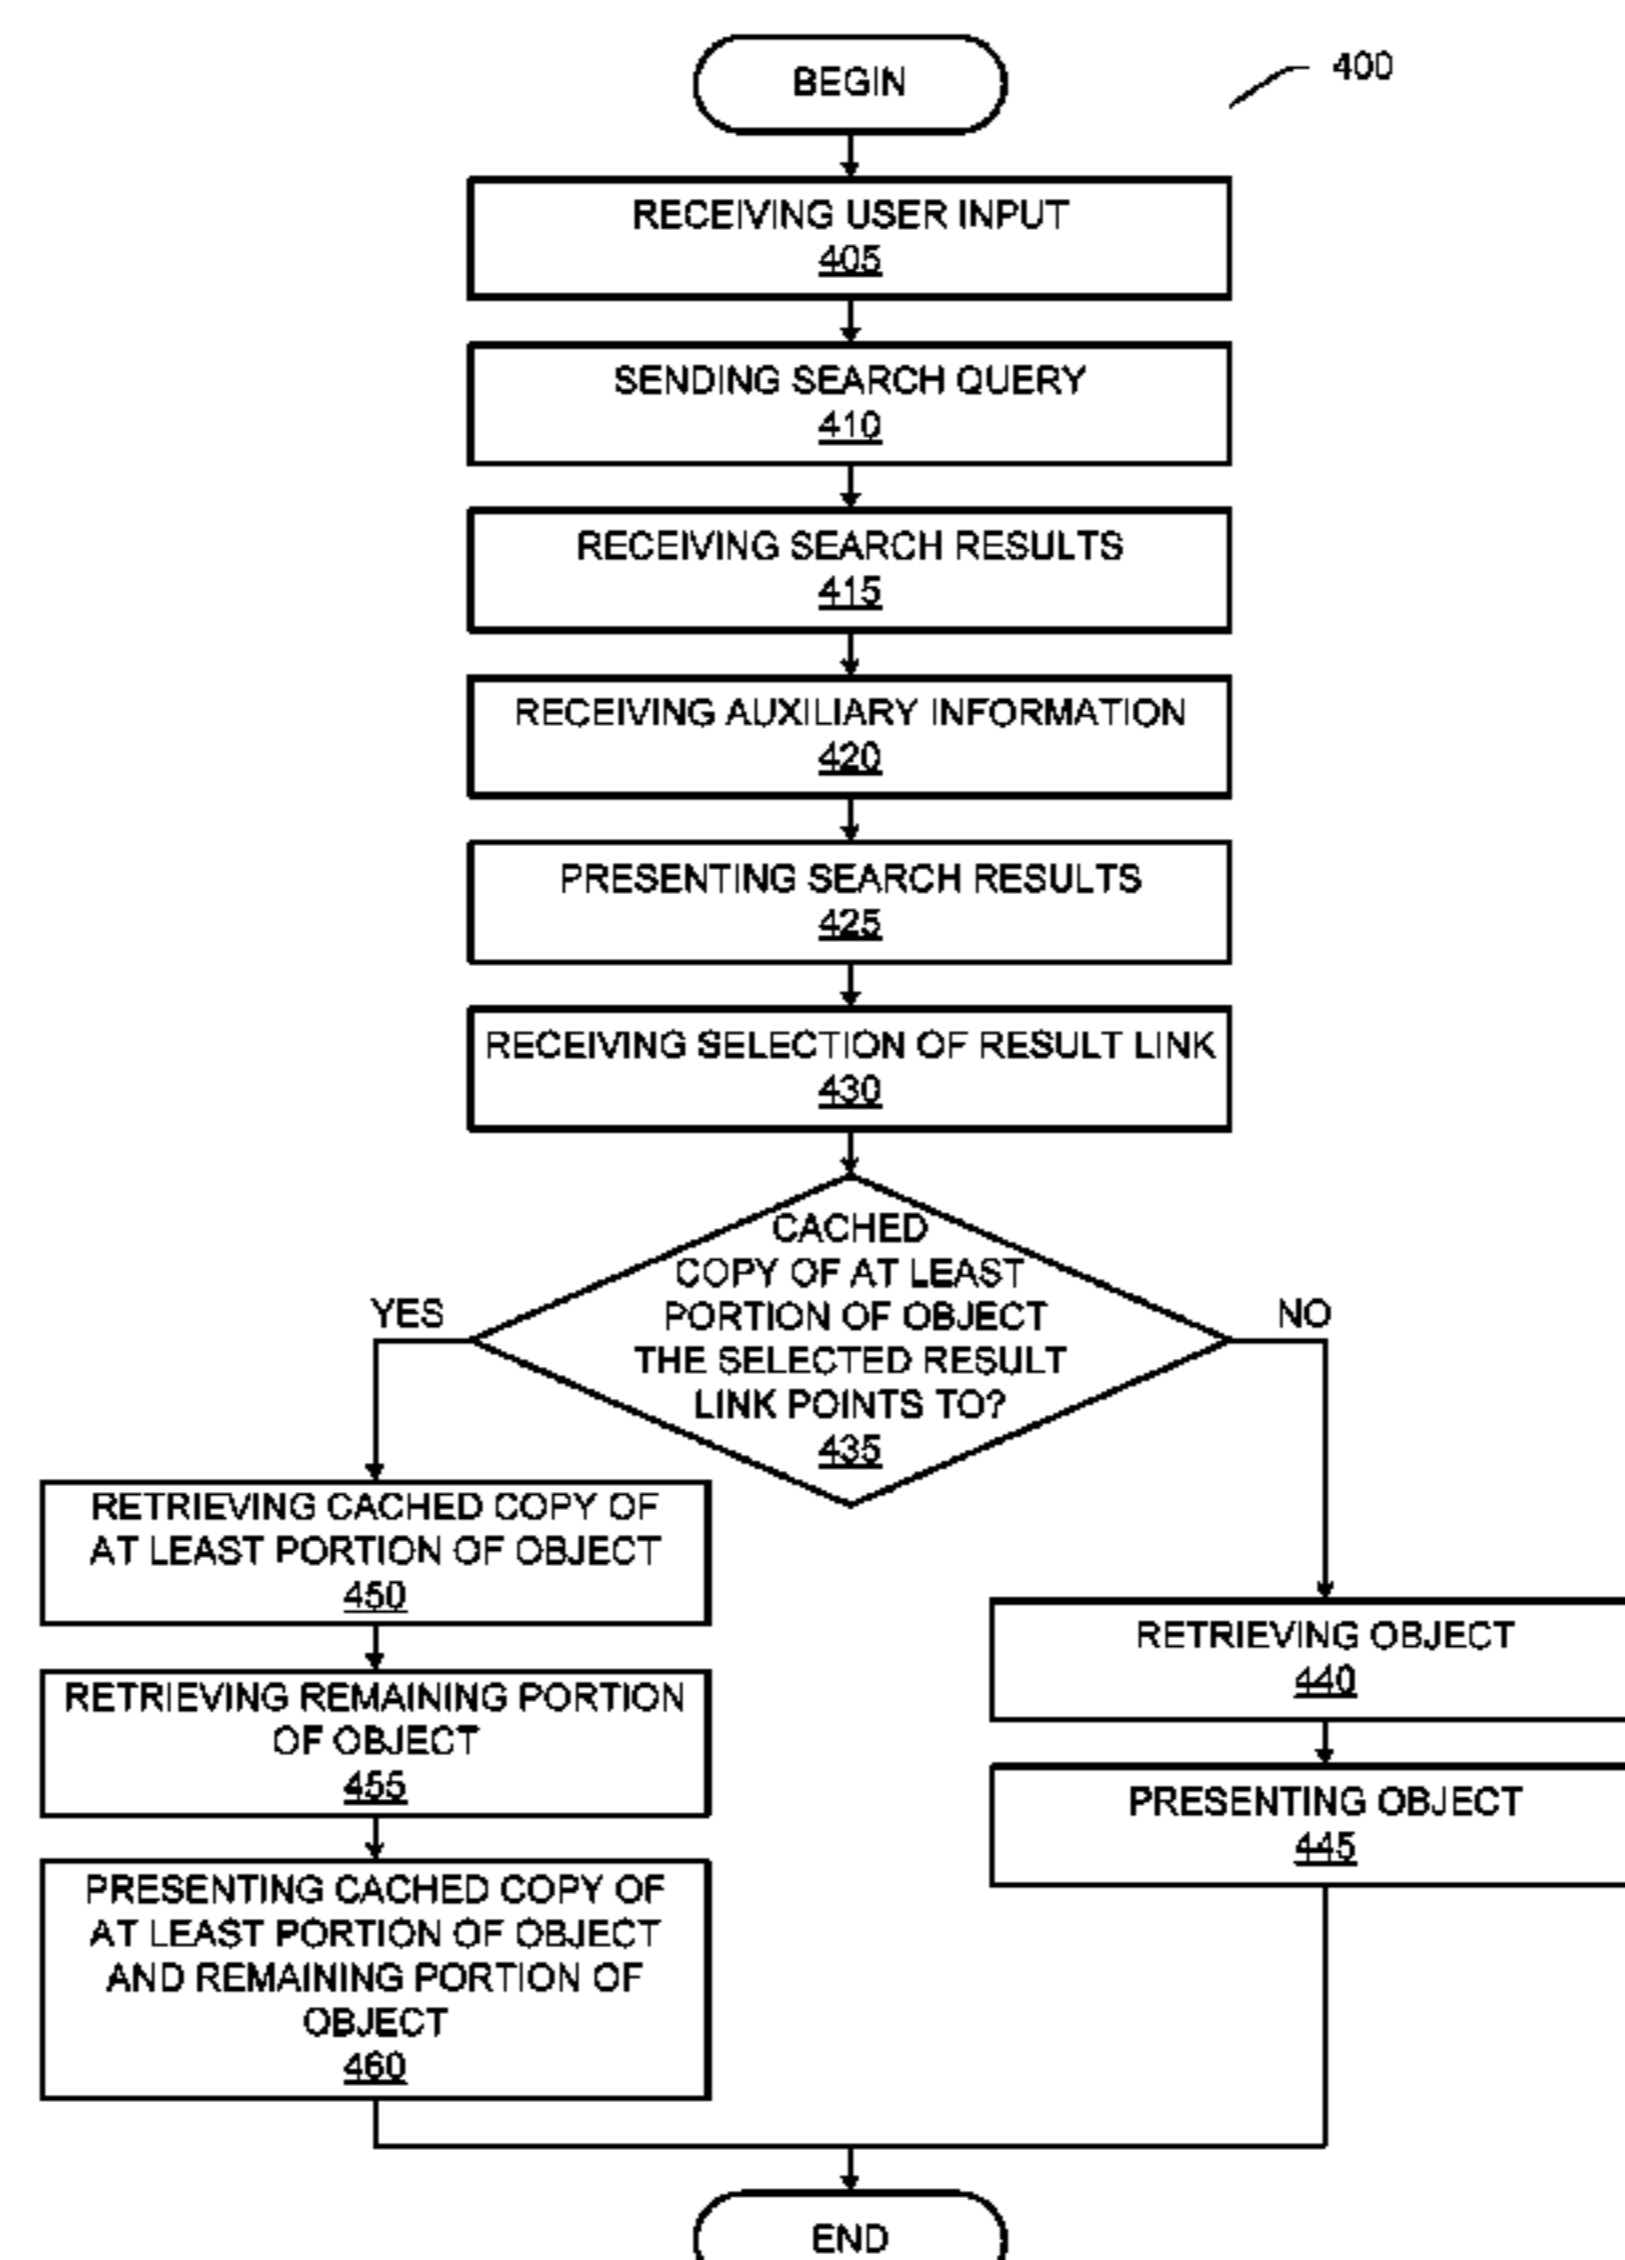 BEGIN
400
RECEIVING USER INPUT
405
SENDING SEARCH QUERY
410
RECEIVING SEARCH RESULTS
415
RECEIVING AUXILIARY INFORMATION
420
PRESENTING SEARCH RESULTS
425
RECEIVING SELECTION OF RESULT LINK
430
CACHED
COPY OF AT LEAST
PORTION OF OBJECT
THE SELECTED RESULT
LINK POINTS TO?
435
YES
NO
RETRIEVING CACHED COPY OF
AT LEAST PORTION OF OBJECT
450
RETRIEVING REMAINING PORTION
OF OBJECT
455
PRESENTING CACHED COPY OF
AT LEAST PORTION OF OBJECT
AND REMAINING PORTION OF
OBJECT
460
RETRIEVING OBJECT
440
PRESENTING OBJECT
445
END